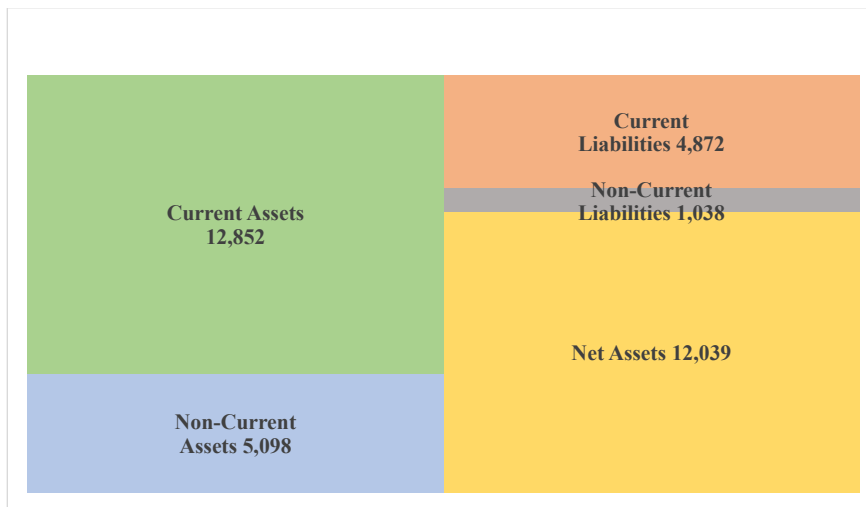 Current Assets
12,852
Non-Current
Assets 5,098
Current
Liabilities 4,872
Non-Current
Liabilities 1,038
Net Assets 12,039